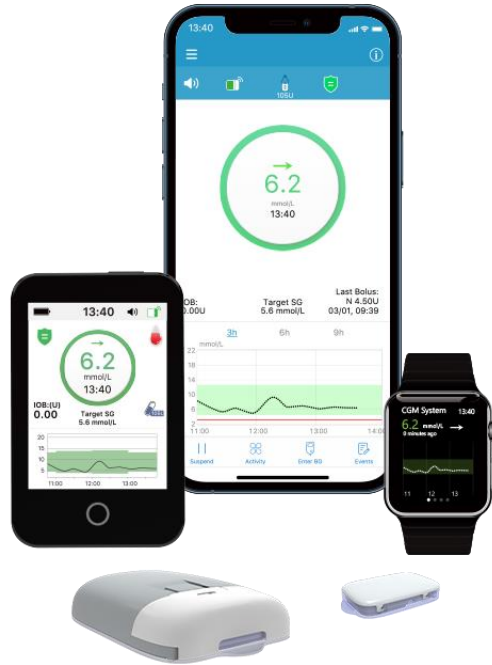 13:40
105U
6.2
mmol/L
13:40
Last Bolus:
OB: Target SG N 4.50U
0.00U 5.6 mmol/L 03/01, 09:39
3h 6h 9h
mmol/L
22
18
14
10
6
2
11:00 12:00 13:00 14:00
Suspend Activity Enter BG Events
13:40
6.2
mmol/L
13:40
IOB:(U)
0.00
Target SG
5.6 mmol/L
20
15
10
5
11:00 12:00 13:00
CGM System 13:40
6.2 mmol/L
0 minutes ago
11 12 13